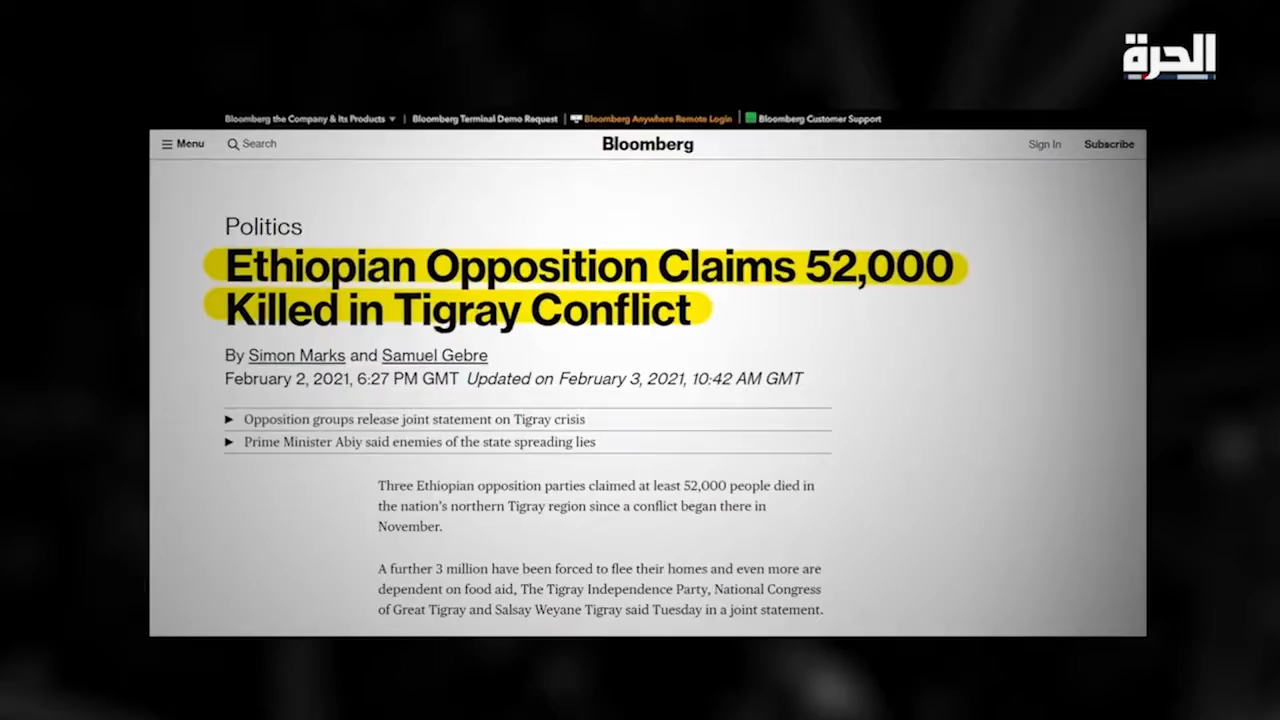 الحرة
Bloomberg the Company & Its Products ▼ | Bloomberg Terminal Demo Request | Bloomberg Anywhere Remote Login | Bloomberg Customer Support
Menu Search Bloomberg Sign In Subscribe
Politics
Ethiopian Opposition Claims 52,000
Killed in Tigray Conflict
By Simon Marks and Samuel Gebre
February 2, 2021, 6:27 PM GMT Updated on February 3, 2021, 10:42 AM GMT
▶ Opposition groups release joint statement on Tigray crisis
▶ Prime Minister Abiy said enemies of the state spreading lies
Three Ethiopian opposition parties claimed at least 52,000 people died in
the nation’s northern Tigray region since a conflict began there in
November.
A further 3 million have been forced to flee their homes and even more are
dependent on food aid, The Tigray Independence Party, National Congress
of Great Tigray and Salsay Weyane Tigray said Tuesday in a joint statement.